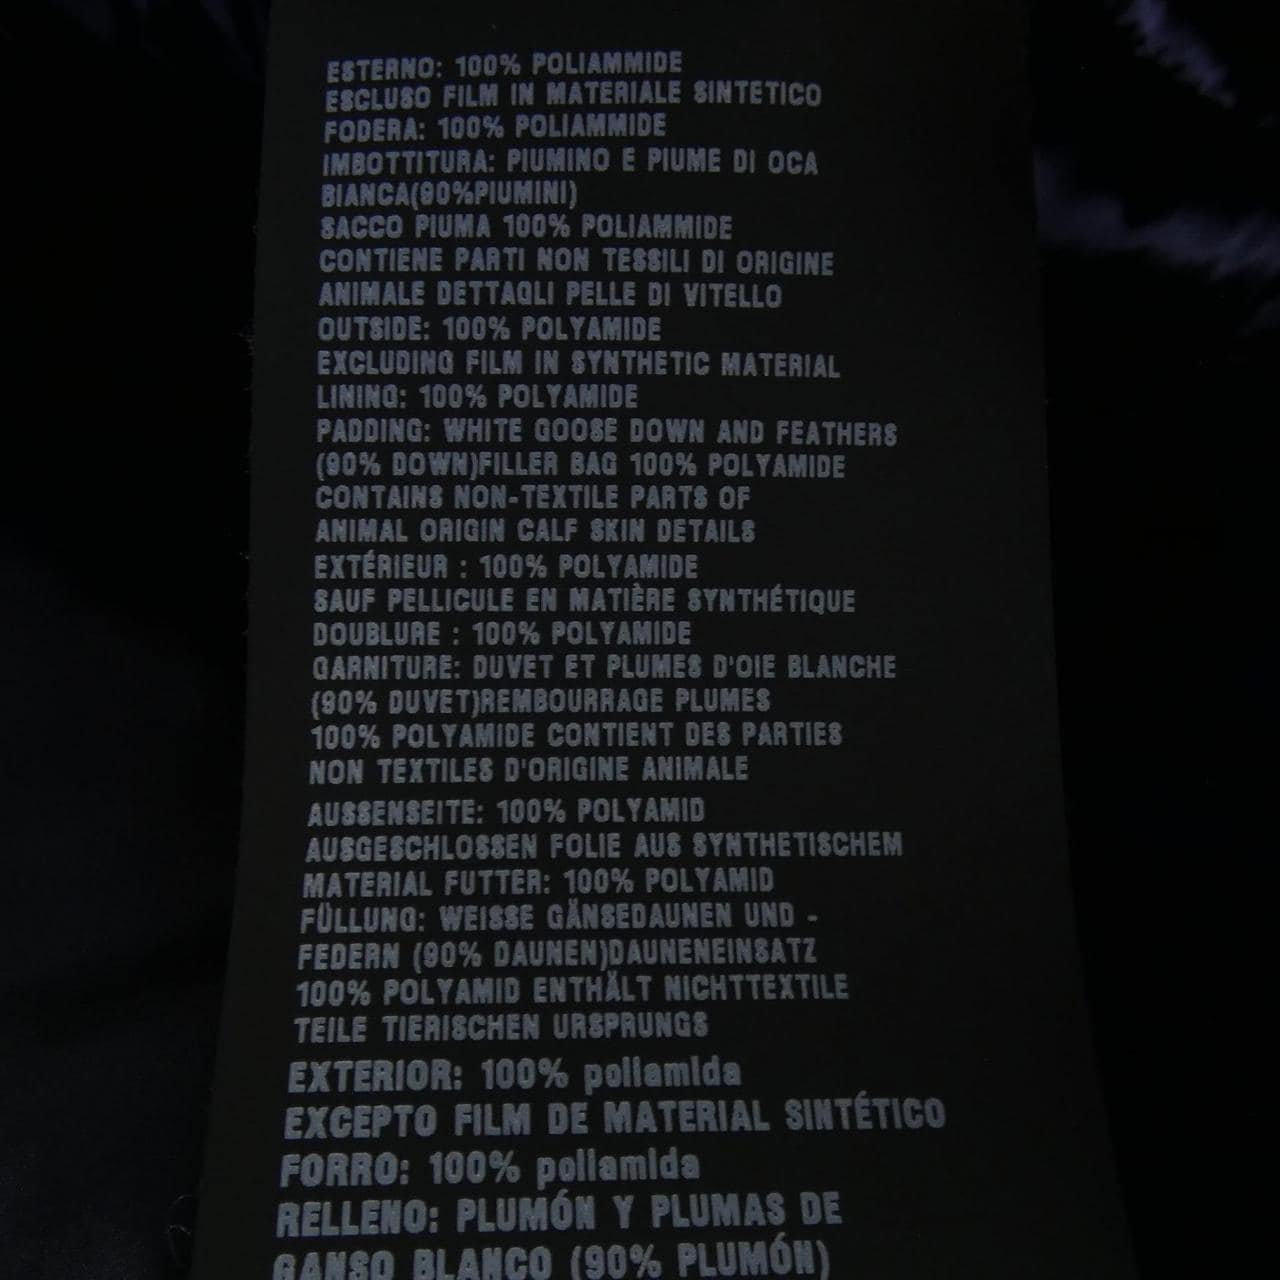 ESTERNO: 100% POLIAMMIDE
ESCLUSO FILM IN MATERIALE SINTETICO
FODERA: 100% POLIAMMIDE
IMBOTTITURA: PIUMINO E PIUME DI OCA
BIANCA(90%PIUMINI)
SACCO PIUMA 100% POLIAMMIDE
CONTIENE PARTI NON TESSILI DI ORIGINE
ANIMALE DETTAGLI PELLE DI VITELLO
OUTSIDE: 100% POLYAMIDE
EXCLUDING FILM IN SYNTHETIC MATERIAL
LINING: 100% POLYAMIDE
PADDING: WHITE GOOSE DOWN AND FEATHERS
(90% DOWN)FILLER BAG 100% POLYAMIDE
CONTAINS NON-TEXTILE PARTS OF
ANIMAL ORIGIN CALF SKIN DETAILS
EXTÉRIEUR : 100% POLYAMIDE
SAUF PELLICULE EN MATIÈRE SYNTHÉTIQUE
DOUBLURE : 100% POLYAMIDE
GARNITURE: DUVET ET PLUMES D'OIE BLANCHE
(90% DUVET)REMBOURRAGE PLUMES
100% POLYAMIDE CONTIENT DES PARTIES
NON TEXTILES D'ORIGINE ANIMALE
AUSSENSEITE: 100% POLYAMID
AUSGESCHLOSSEN FOLIE AUS SYNTHETISCHEM
MATERIAL FUTTER: 100% POLYAMID
FÜLLUNG: WEISSE GÄNSEDAUNEN UND -
FEDERN (90% DAUNEN)DAUNENEINSATZ
100% POLYAMID ENTHÄLT NICHTTEXTILE
TEILE TIERISCHEN URSPRUNGS
EXTERIOR: 100% poliamida
EXCEPTO FILM DE MATERIAL SINTÉTICO
FORRO: 100% poliamida
RELLENO: PLUMÓN Y PLUMAS DE
GANSO BLANCO (90% PLUMÓN)